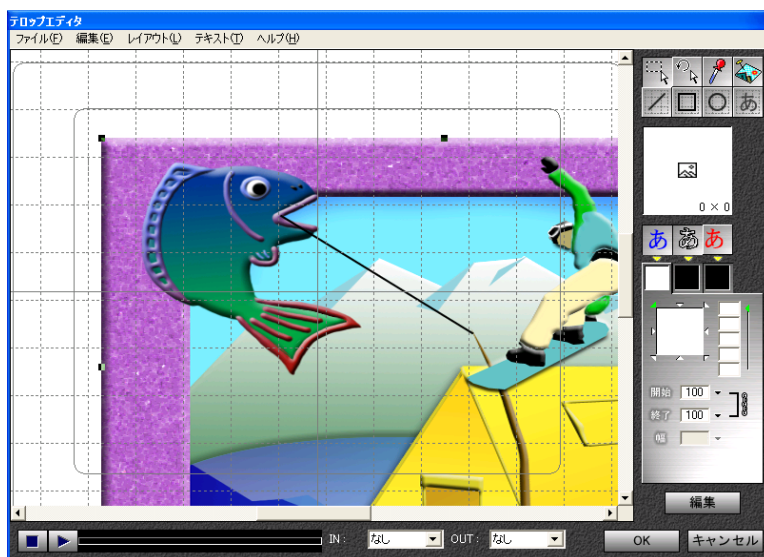 テロップエディタ
ファイル(F) 編集(E) レイアウト(L) テキスト(T) ヘルプ(H)
あ
0 × 0
あ あ あ
開始 100
終了 100
幅
編集
IN : なし OUT : なし OK キャンセル